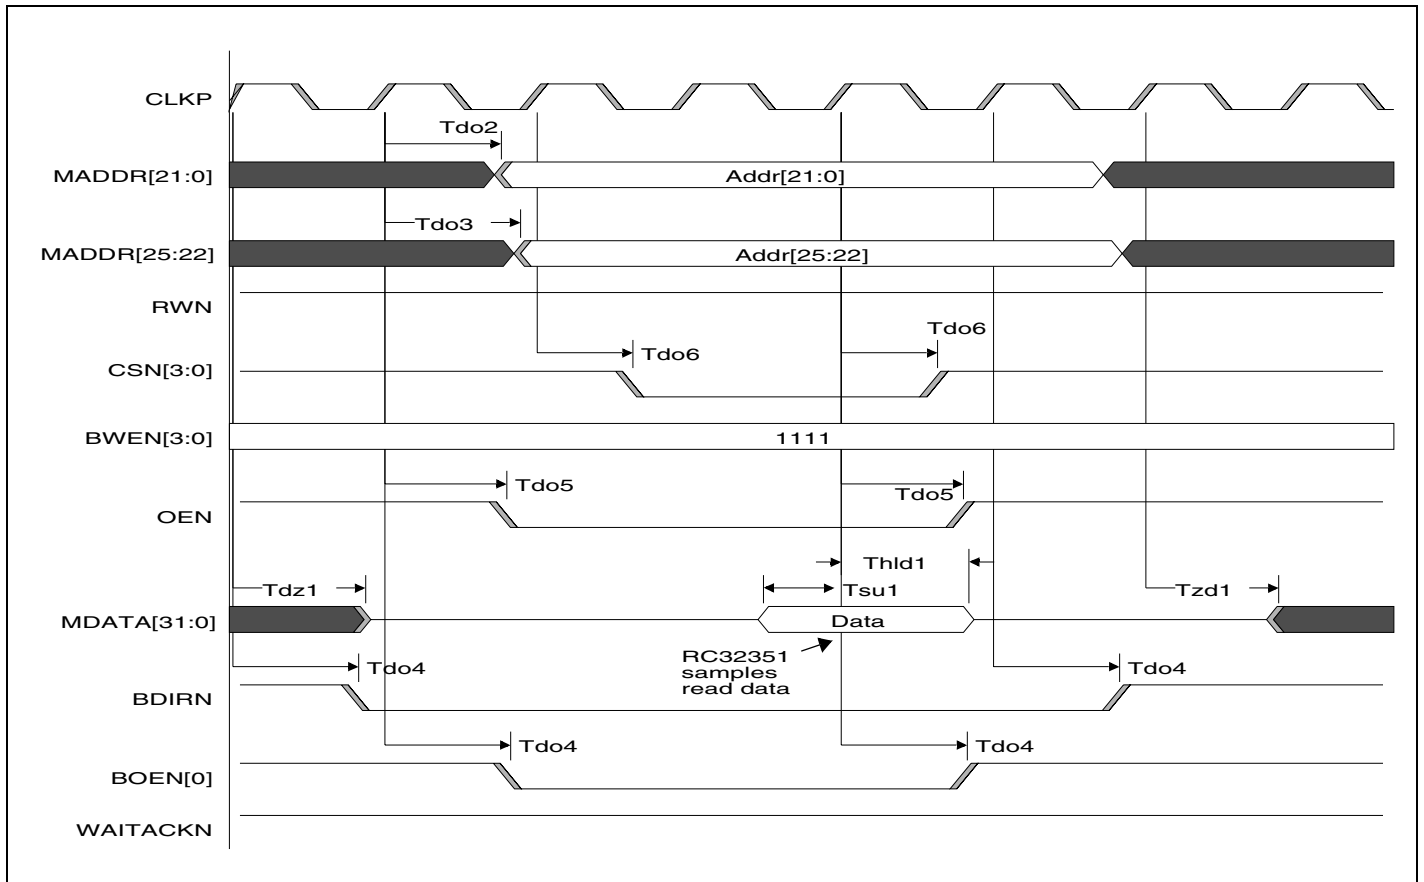 CLKP
Tdo2
MADDR[21:0]
Addr[21:0]
Tdo3
MADDR[25:22]
Addr[25:22]
RWN
Tdo6
Tdo6
CSN[3:0]
BWEN[3:0]
1111
Tdo5
Tdo5
OEN
Thld1
Tdz1
Tsu1
Tzd1
MDATA[31:0]
Data
RC32351
samples
read data
Tdo4
Tdo4
BDIRN
Tdo4
Tdo4
BOEN[0]
WAITACKN